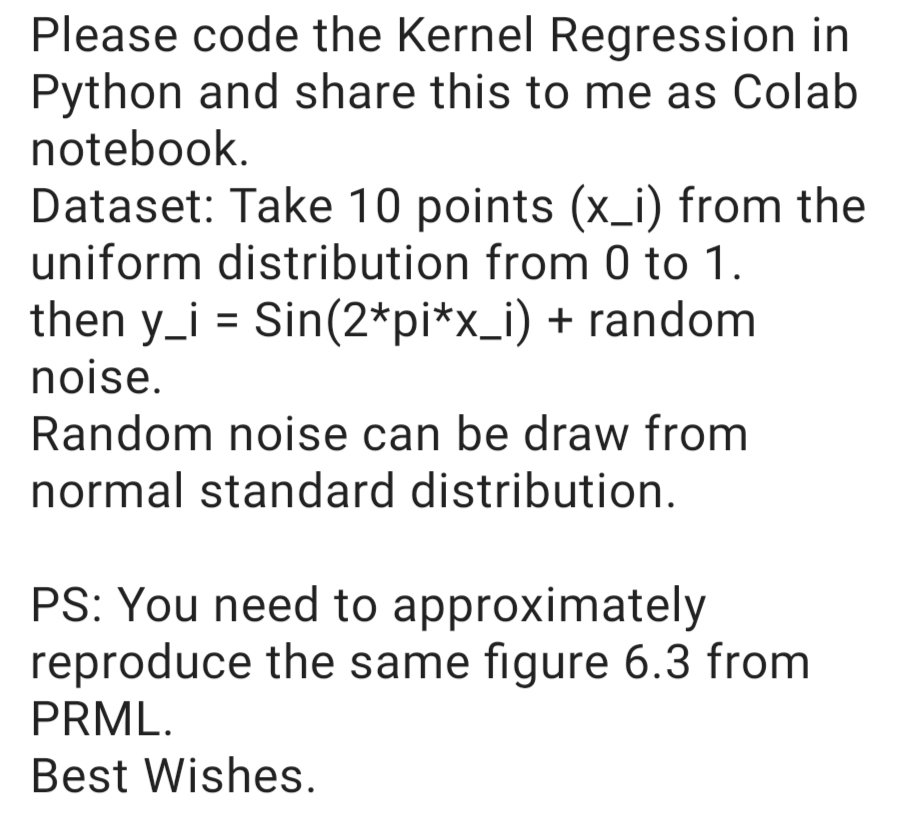 Please code the Kernel Regression in
Python and share this to me as Colab
notebook.
Dataset: Take 10 points (x_i) from the
uniform distribution from 0 to 1.
then y_i = Sin(2*pi*x_i) + random
noise.
Random noise can be draw from
normal standard distribution.
PS: You need to approximately
reproduce the same figure 6.3 from
PRML.
Best Wishes.